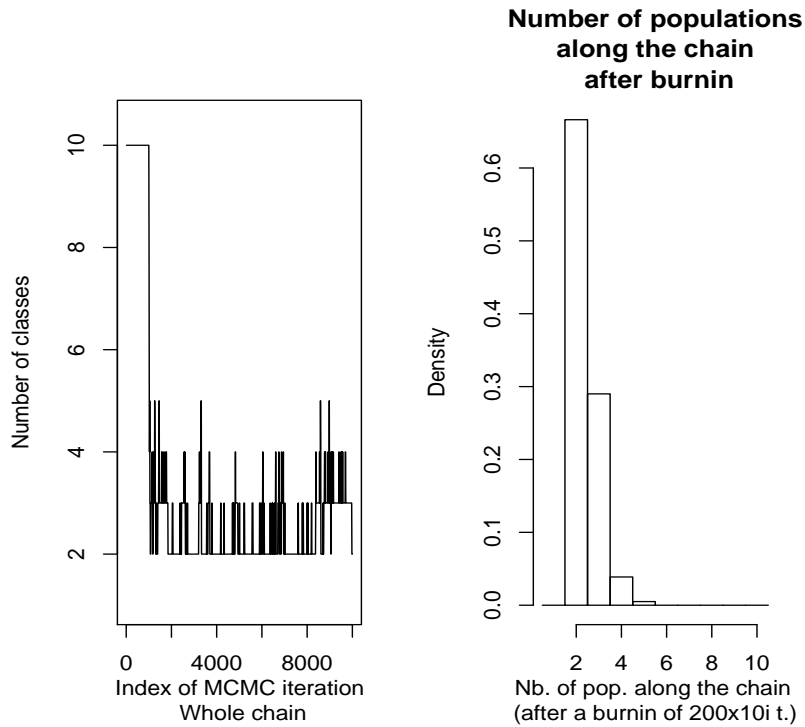 Number of classes
10
8
6
4
2
0
4000
8000
Index of MCMC iteration
Whole chain
Number of populations
along the chain
after burnin
Density
0.6
0.5
0.4
0.3
0.2
0.1
0.0
2
4
6
8
10
Nb. of pop. along the chain
(after a burnin of 200x10i t.)